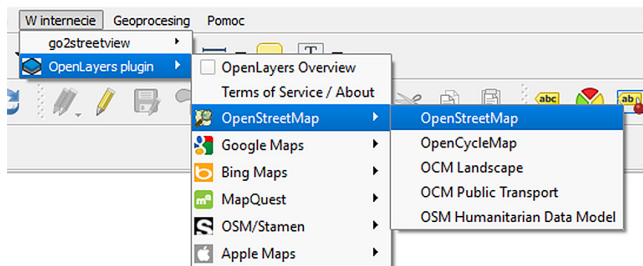 W internecie Geoprocesing Pomoc
go2streetview
OpenLayers plugin
OpenLayers Overview
Terms of Service / About
OpenStreetMap
Google Maps
Bing Maps
MapQuest
OSM/Stamen
Apple Maps
OpenStreetMap
OpenCycleMap
OCM Landscape
OCM Public Transport
OSM Humanitarian Data Model
T
abc
ab